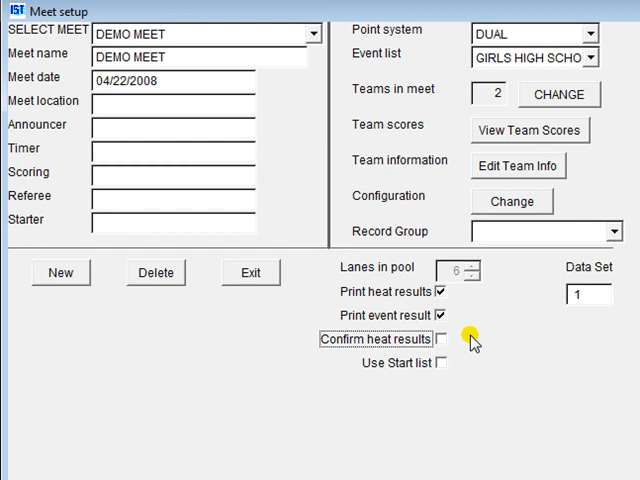 IST Meet setup
SELECT MEET DEMO MEET
Meet name DEMO MEET
Meet date 04/22/2008
Meet location
Announcer
Timer
Scoring
Referee
Starter
Point system DUAL
Event list GIRLS HIGH SCHO
Teams in meet 2 CHANGE
Team scores View Team Scores
Team information Edit Team Info
Configuration Change
Record Group
New Delete Exit
Lanes in pool 6
Print heat results
Print event result
Confirm heat results
Use Start list
Data Set
1